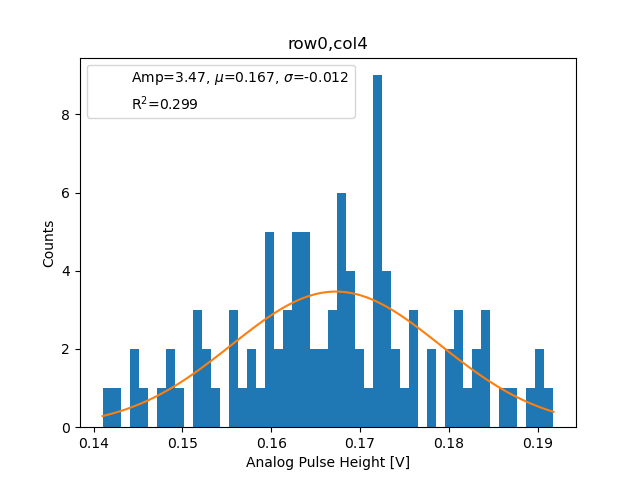 row0,col4
Amp=3.47, μ=0.167, σ=-0.012
R²=0.299
Counts
8
6
4
2
0
0.14 0.15 0.16 0.17 0.18 0.19
Analog Pulse Height [V]